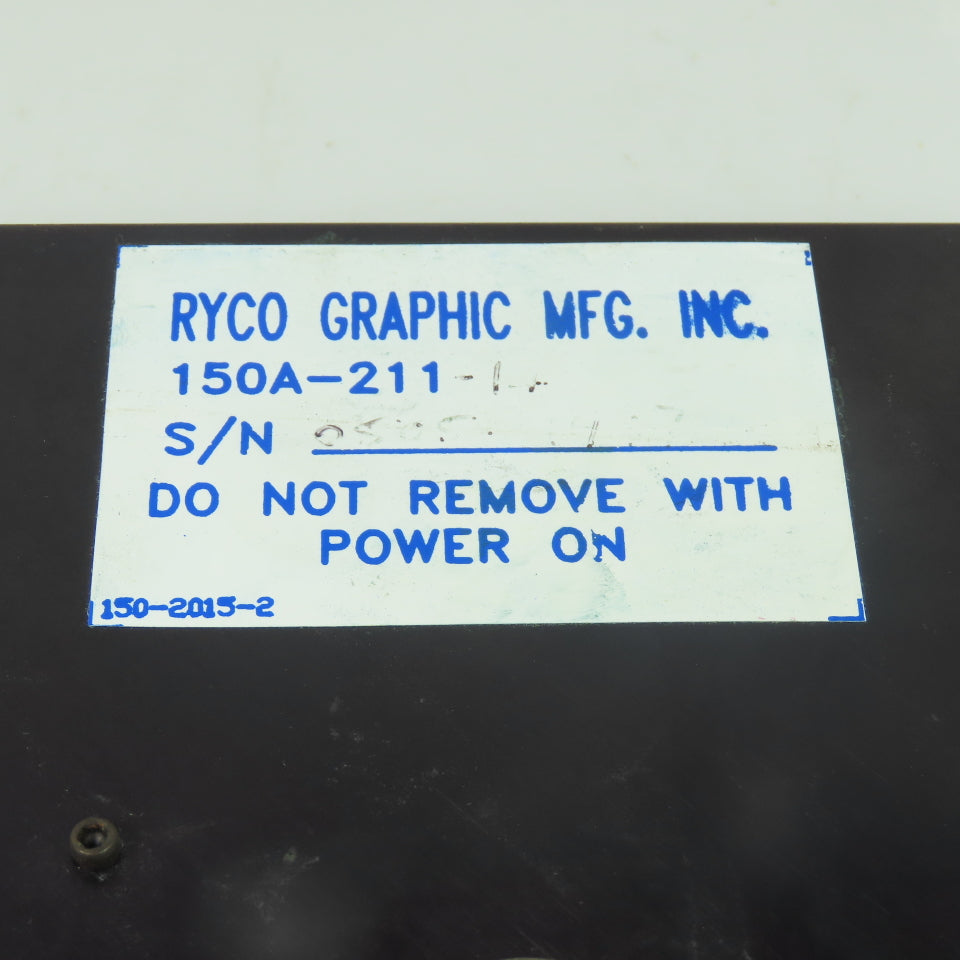 RYCO GRAPHIC MFG. INC.
150A-211
S/N
DO NOT REMOVE WITH
POWER ON
150-2015-2